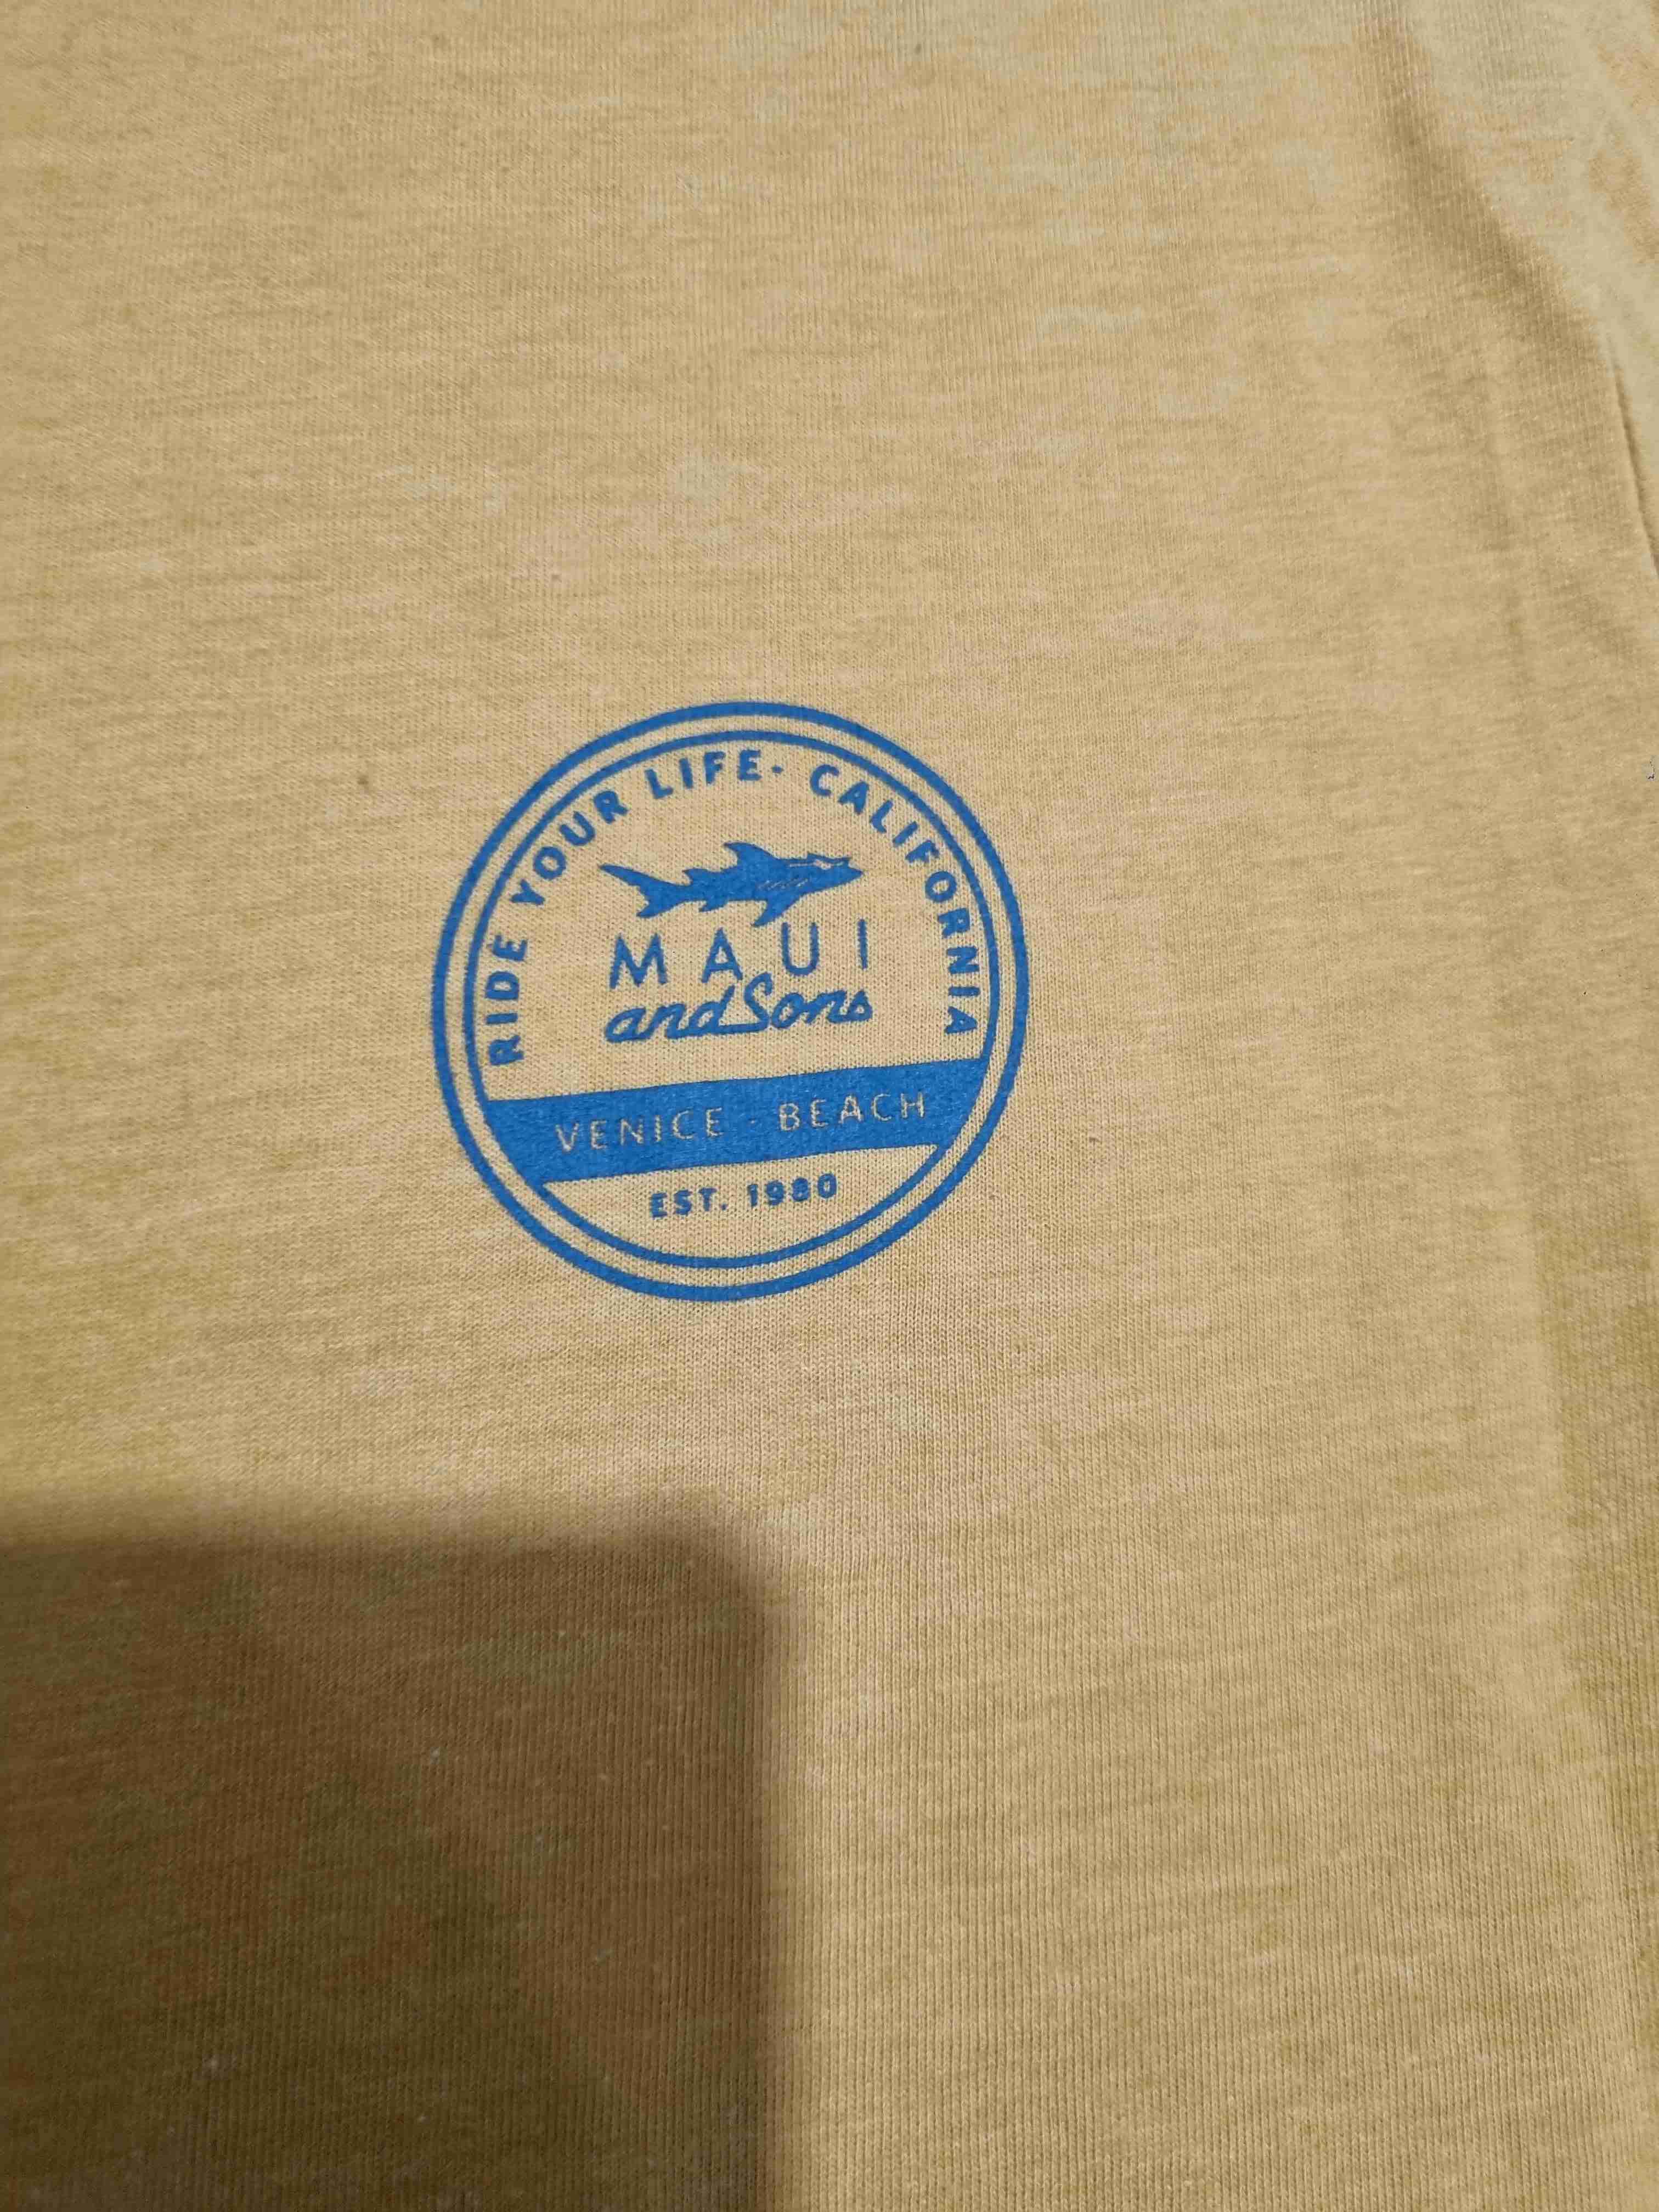 RIDE YOUR LIFE · CALIFORNIA
MAUI
and Sons
VENICE - BEACH
EST. 1980